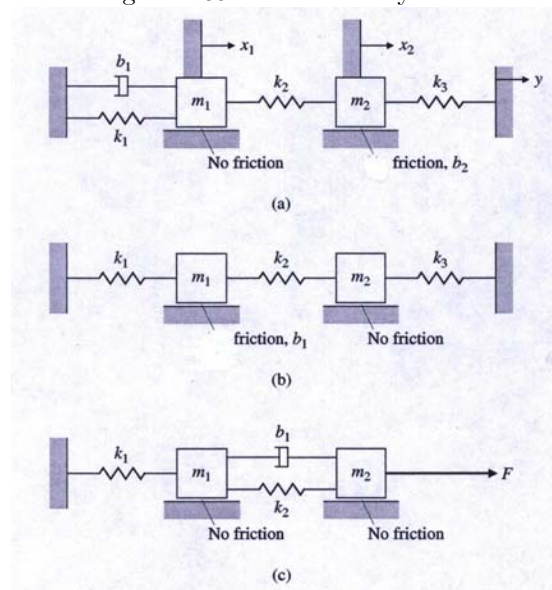 x1 x2
b1
k2 k3 y
m1 m2
k1
No friction friction, b2
(a)
k1 k2 k3
m1 m2
friction, b1 No friction
(b)
b1
k1
m1 m2 F
k2
No friction No friction
(c)